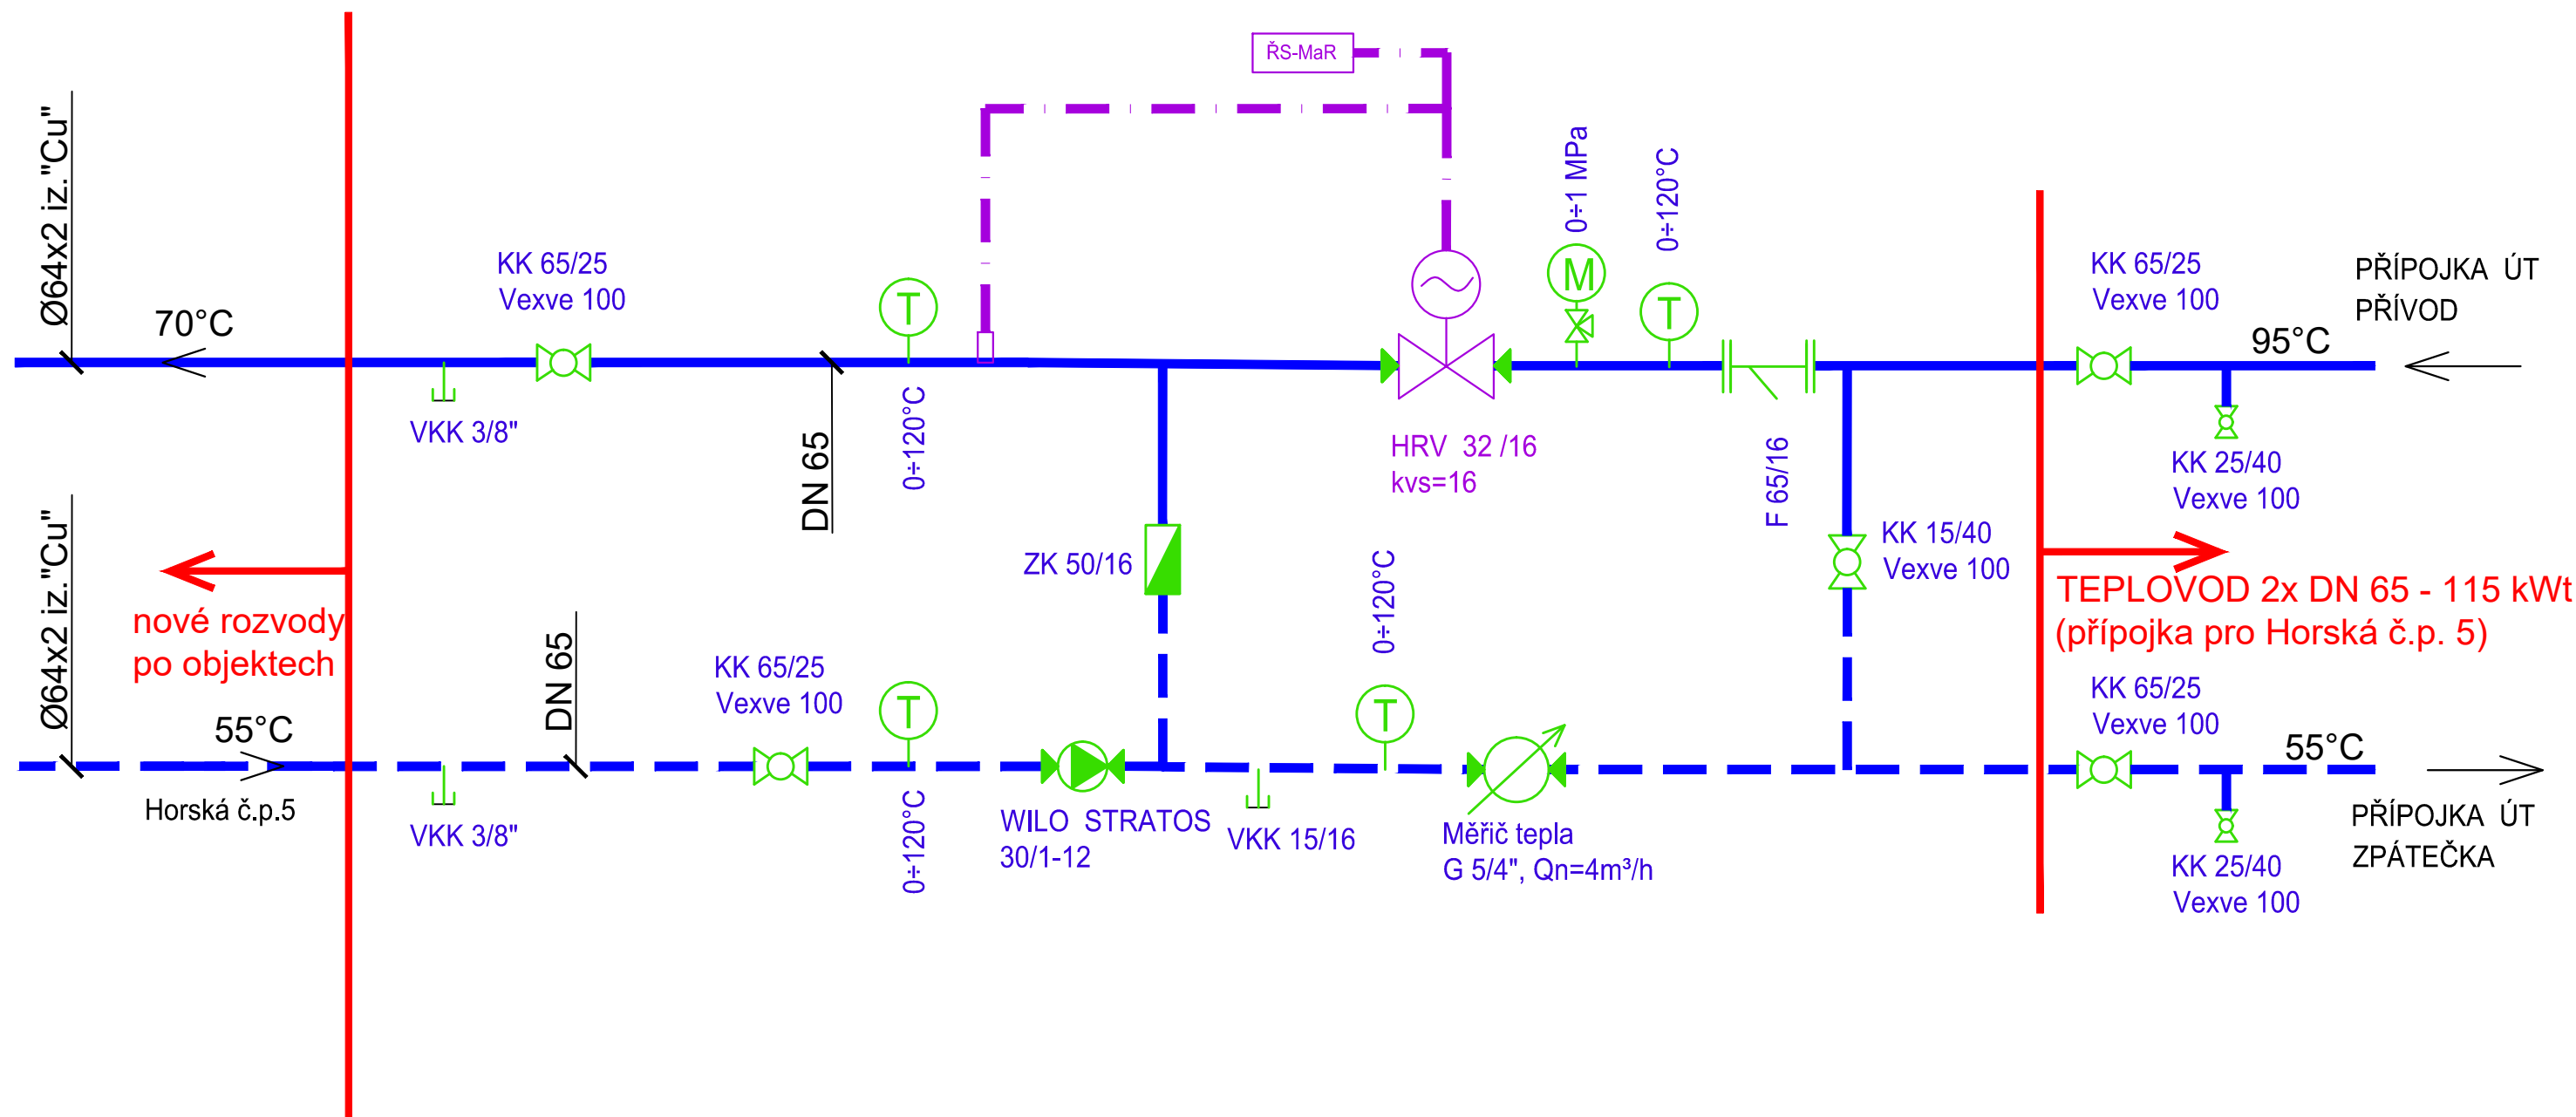 ŘS-MaR
Ø64x2 iz."Cu"
70°C
KK 65/25
Vexve 100
T
0÷120°C
VKK 3/8"
DN 65
HRV 32 /16
kvs=16
M
0÷1 MPa
T
0÷120°C
F 65/16
KK 65/25
Vexve 100
95°C
PŘÍPOJKA ÚT
PŘÍVOD
KK 25/40
Vexve 100
nové rozvody
po objektech
ZK 50/16
KK 15/40
Vexve 100
TEPLOVOD 2x DN 65 - 115 kWt
(přípojka pro Horská č.p. 5)
Ø64x2 iz."Cu"
55°C
Horská č.p.5
VKK 3/8"
DN 65
KK 65/25
Vexve 100
T
0÷120°C
WILO STRATOS
30/1-12
VKK 15/16
T
0÷120°C
Měřič tepla
G 5/4", Qn=4m³/h
KK 65/25
Vexve 100
55°C
PŘÍPOJKA ÚT
ZPÁTEČKA
KK 25/40
Vexve 100